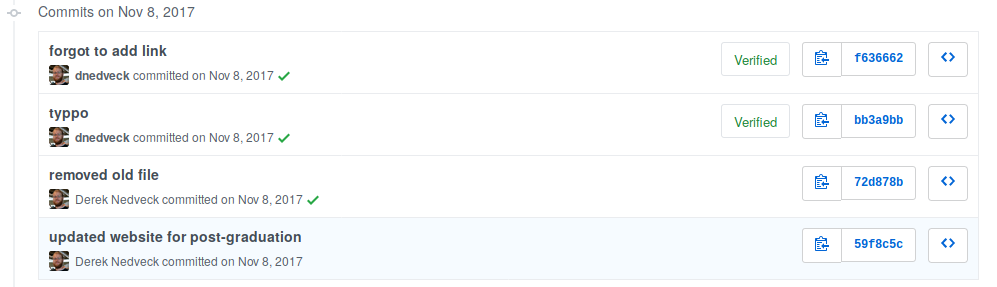 Commits on Nov 8, 2017
forgot to add link
dnedveck committed on Nov 8, 2017
Verified
f636662
typpo
dnedveck committed on Nov 8, 2017
Verified
bb3a9bb
removed old file
Derek Nedveck committed on Nov 8, 2017
72d878b
updated website for post-graduation
Derek Nedveck committed on Nov 8, 2017
59f8c5c